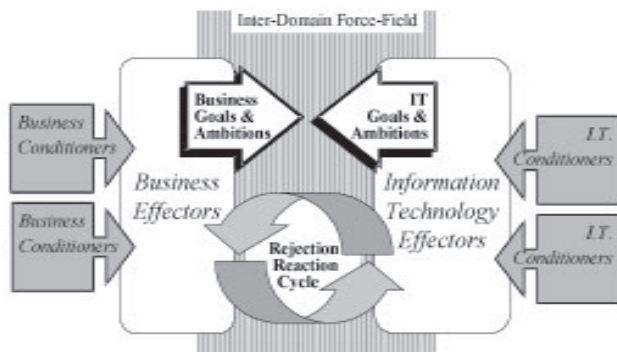 Inter-Domain Force-Field
Business
Goals &
Ambitions
IT
Goals &
Ambitions
Business
Conditioners
Business
Conditioners
Business
Effectors
Information
Technology
Effectors
I.T.
Conditioners
I.T.
Conditioners
Rejection
Reaction
Cycle